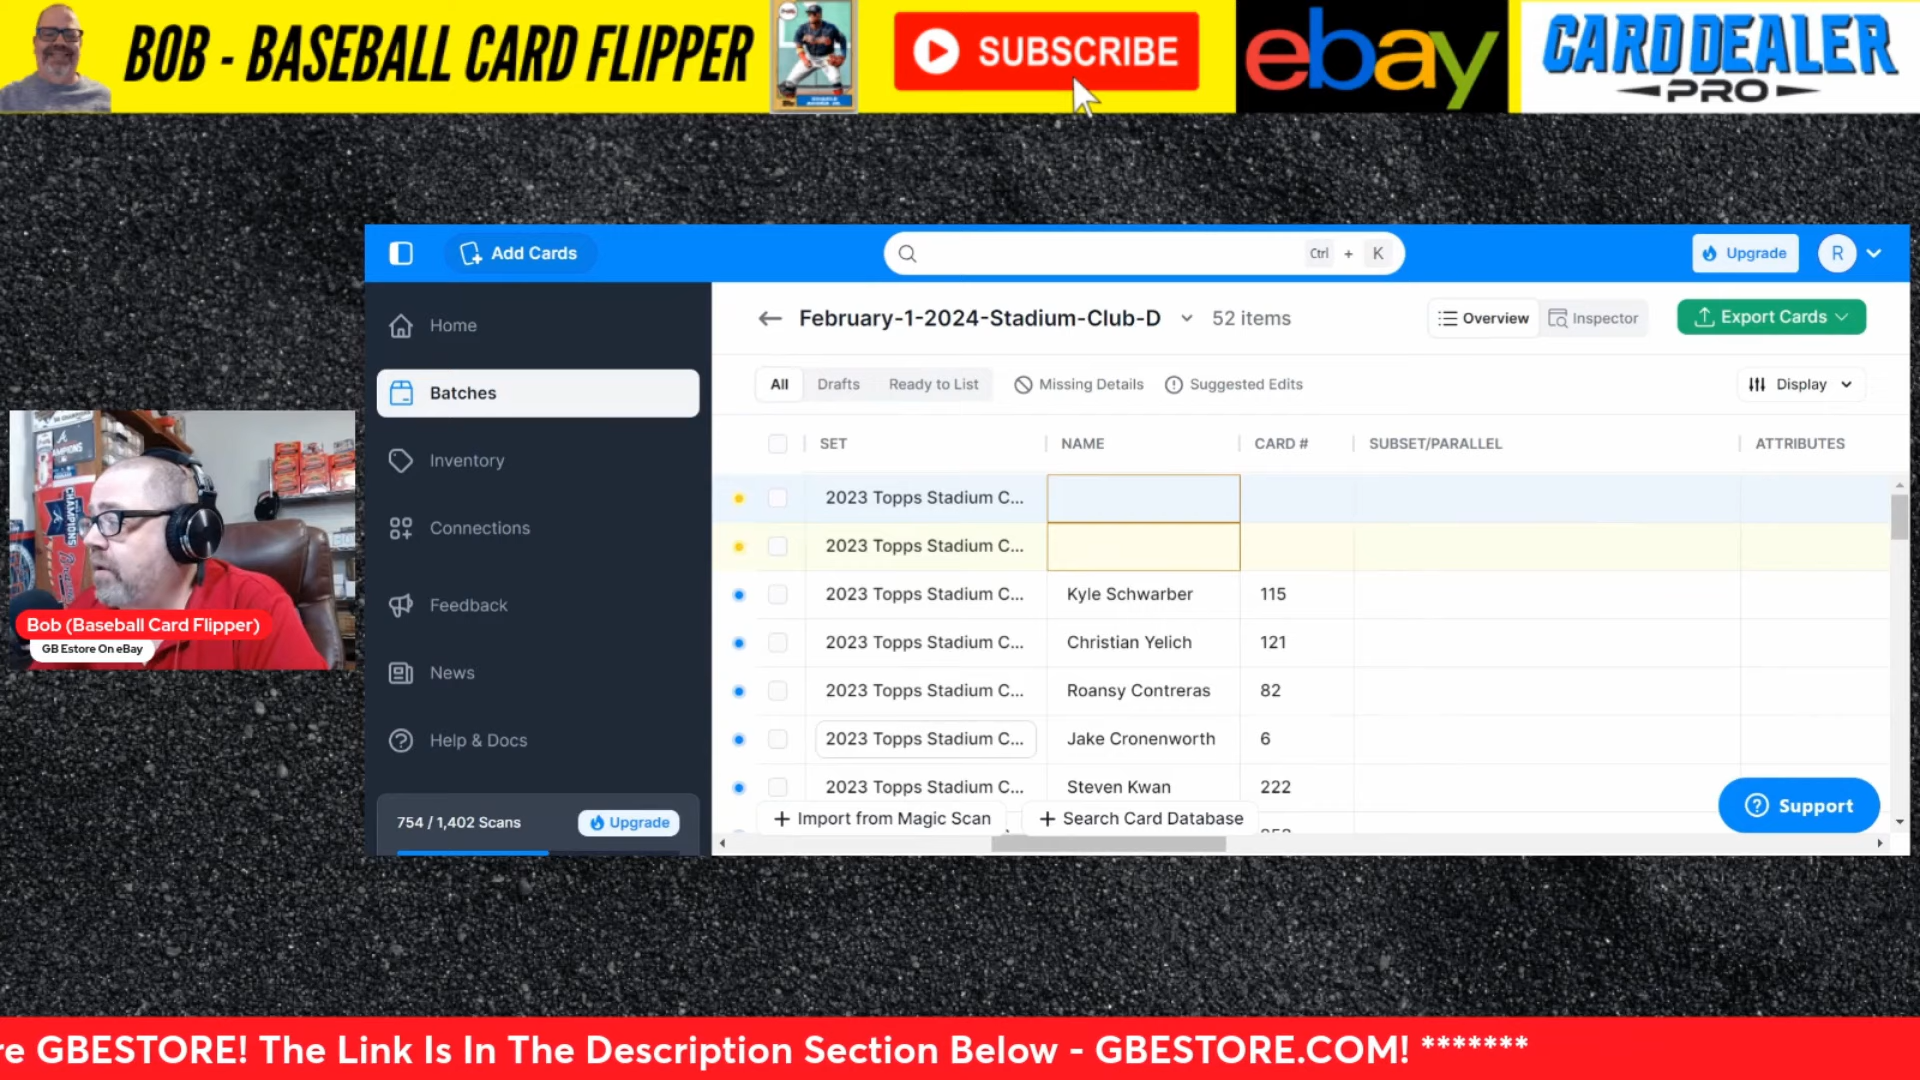 BOB - BASEBALL CARD FLIPPER
SUBSCRIBE
ebay
CARD DEALER
PRO
Add Cards
Ctrl + K
Upgrade
R
Home
Batches
Inventory
Connections
Feedback
News
Help & Docs
754 / 1,402 Scans
Upgrade
February-1-2024-Stadium-Club-D
52 items
Overview
Inspector
Export Cards
All
Drafts
Ready to List
Missing Details
Suggested Edits
Display
SET NAME CARD # SUBSET/PARALLEL ATTRIBUTES
2023 Topps Stadium C...
2023 Topps Stadium C...
2023 Topps Stadium C... Kyle Schwarber 115
2023 Topps Stadium C... Christian Yelich 121
2023 Topps Stadium C... Roansy Contreras 82
2023 Topps Stadium C... Jake Cronenworth 6
2023 Topps Stadium C... Steven Kwan 222
+ Import from Magic Scan
+ Search Card Database
Support
CHAMPIONS
Bob (Baseball Card Flipper)
GB Estore On eBay
re GBESTORE! The Link Is In The Description Section Below - GBESTORE.COM! *******